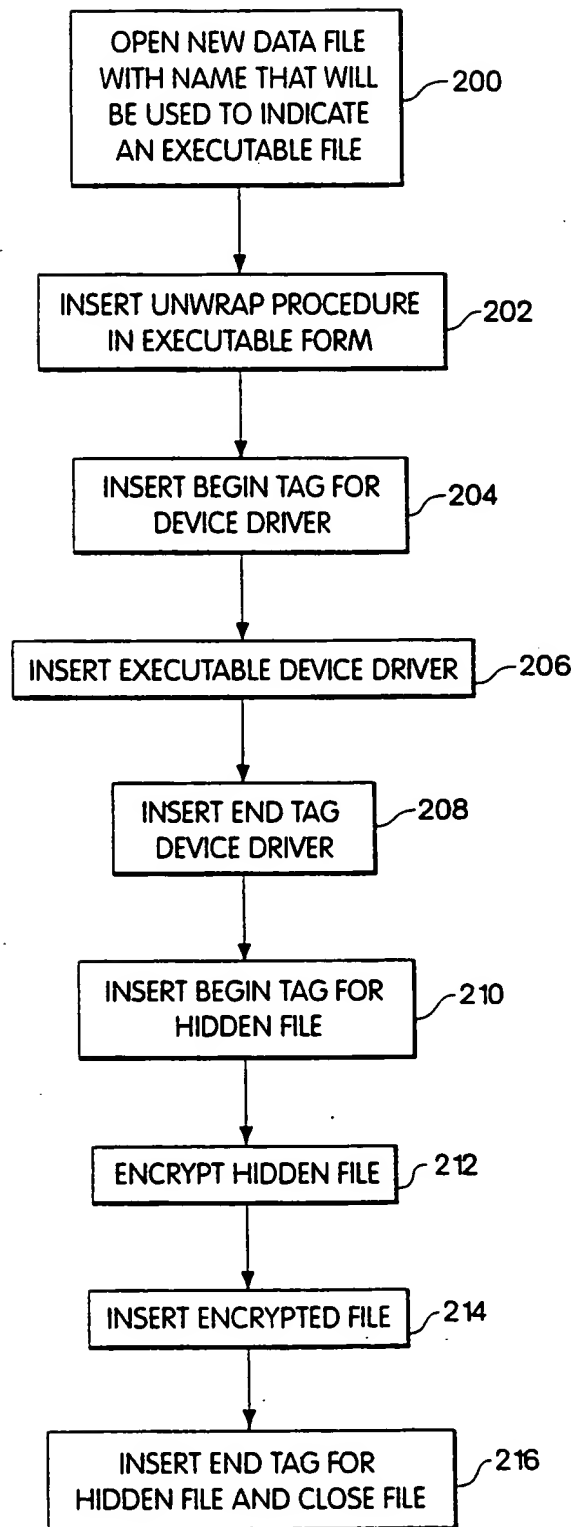 OPEN NEW DATA FILE
WITH NAME THAT WILL
BE USED TO INDICATE
AN EXECUTABLE FILE
200
INSERT UNWRAP PROCEDURE
IN EXECUTABLE FORM
202
INSERT BEGIN TAG FOR
DEVICE DRIVER
204
INSERT EXECUTABLE DEVICE DRIVER
206
INSERT END TAG
DEVICE DRIVER
208
INSERT BEGIN TAG FOR
HIDDEN FILE
210
ENCRYPT HIDDEN FILE
212
INSERT ENCRYPTED FILE
214
INSERT END TAG FOR
HIDDEN FILE AND CLOSE FILE
216